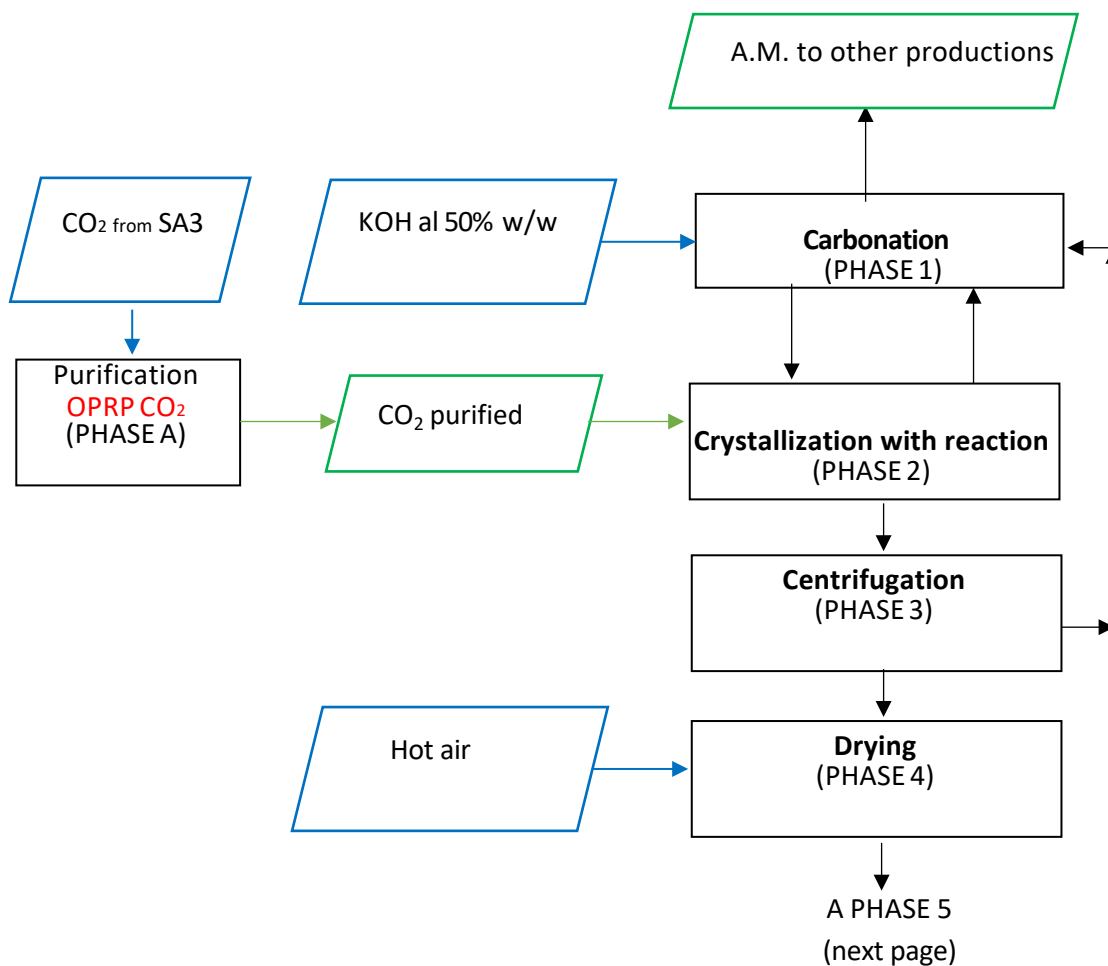 A.M. to other productions
CO₂ from SA3
KOH al 50% w/w
Carbonation
(PHASE 1)
Purification
OPRP CO₂
(PHASE A)
CO₂ purified
Crystallization with reaction
(PHASE 2)
Centrifugation
(PHASE 3)
Hot air
Drying
(PHASE 4)
A PHASE 5
(next page)